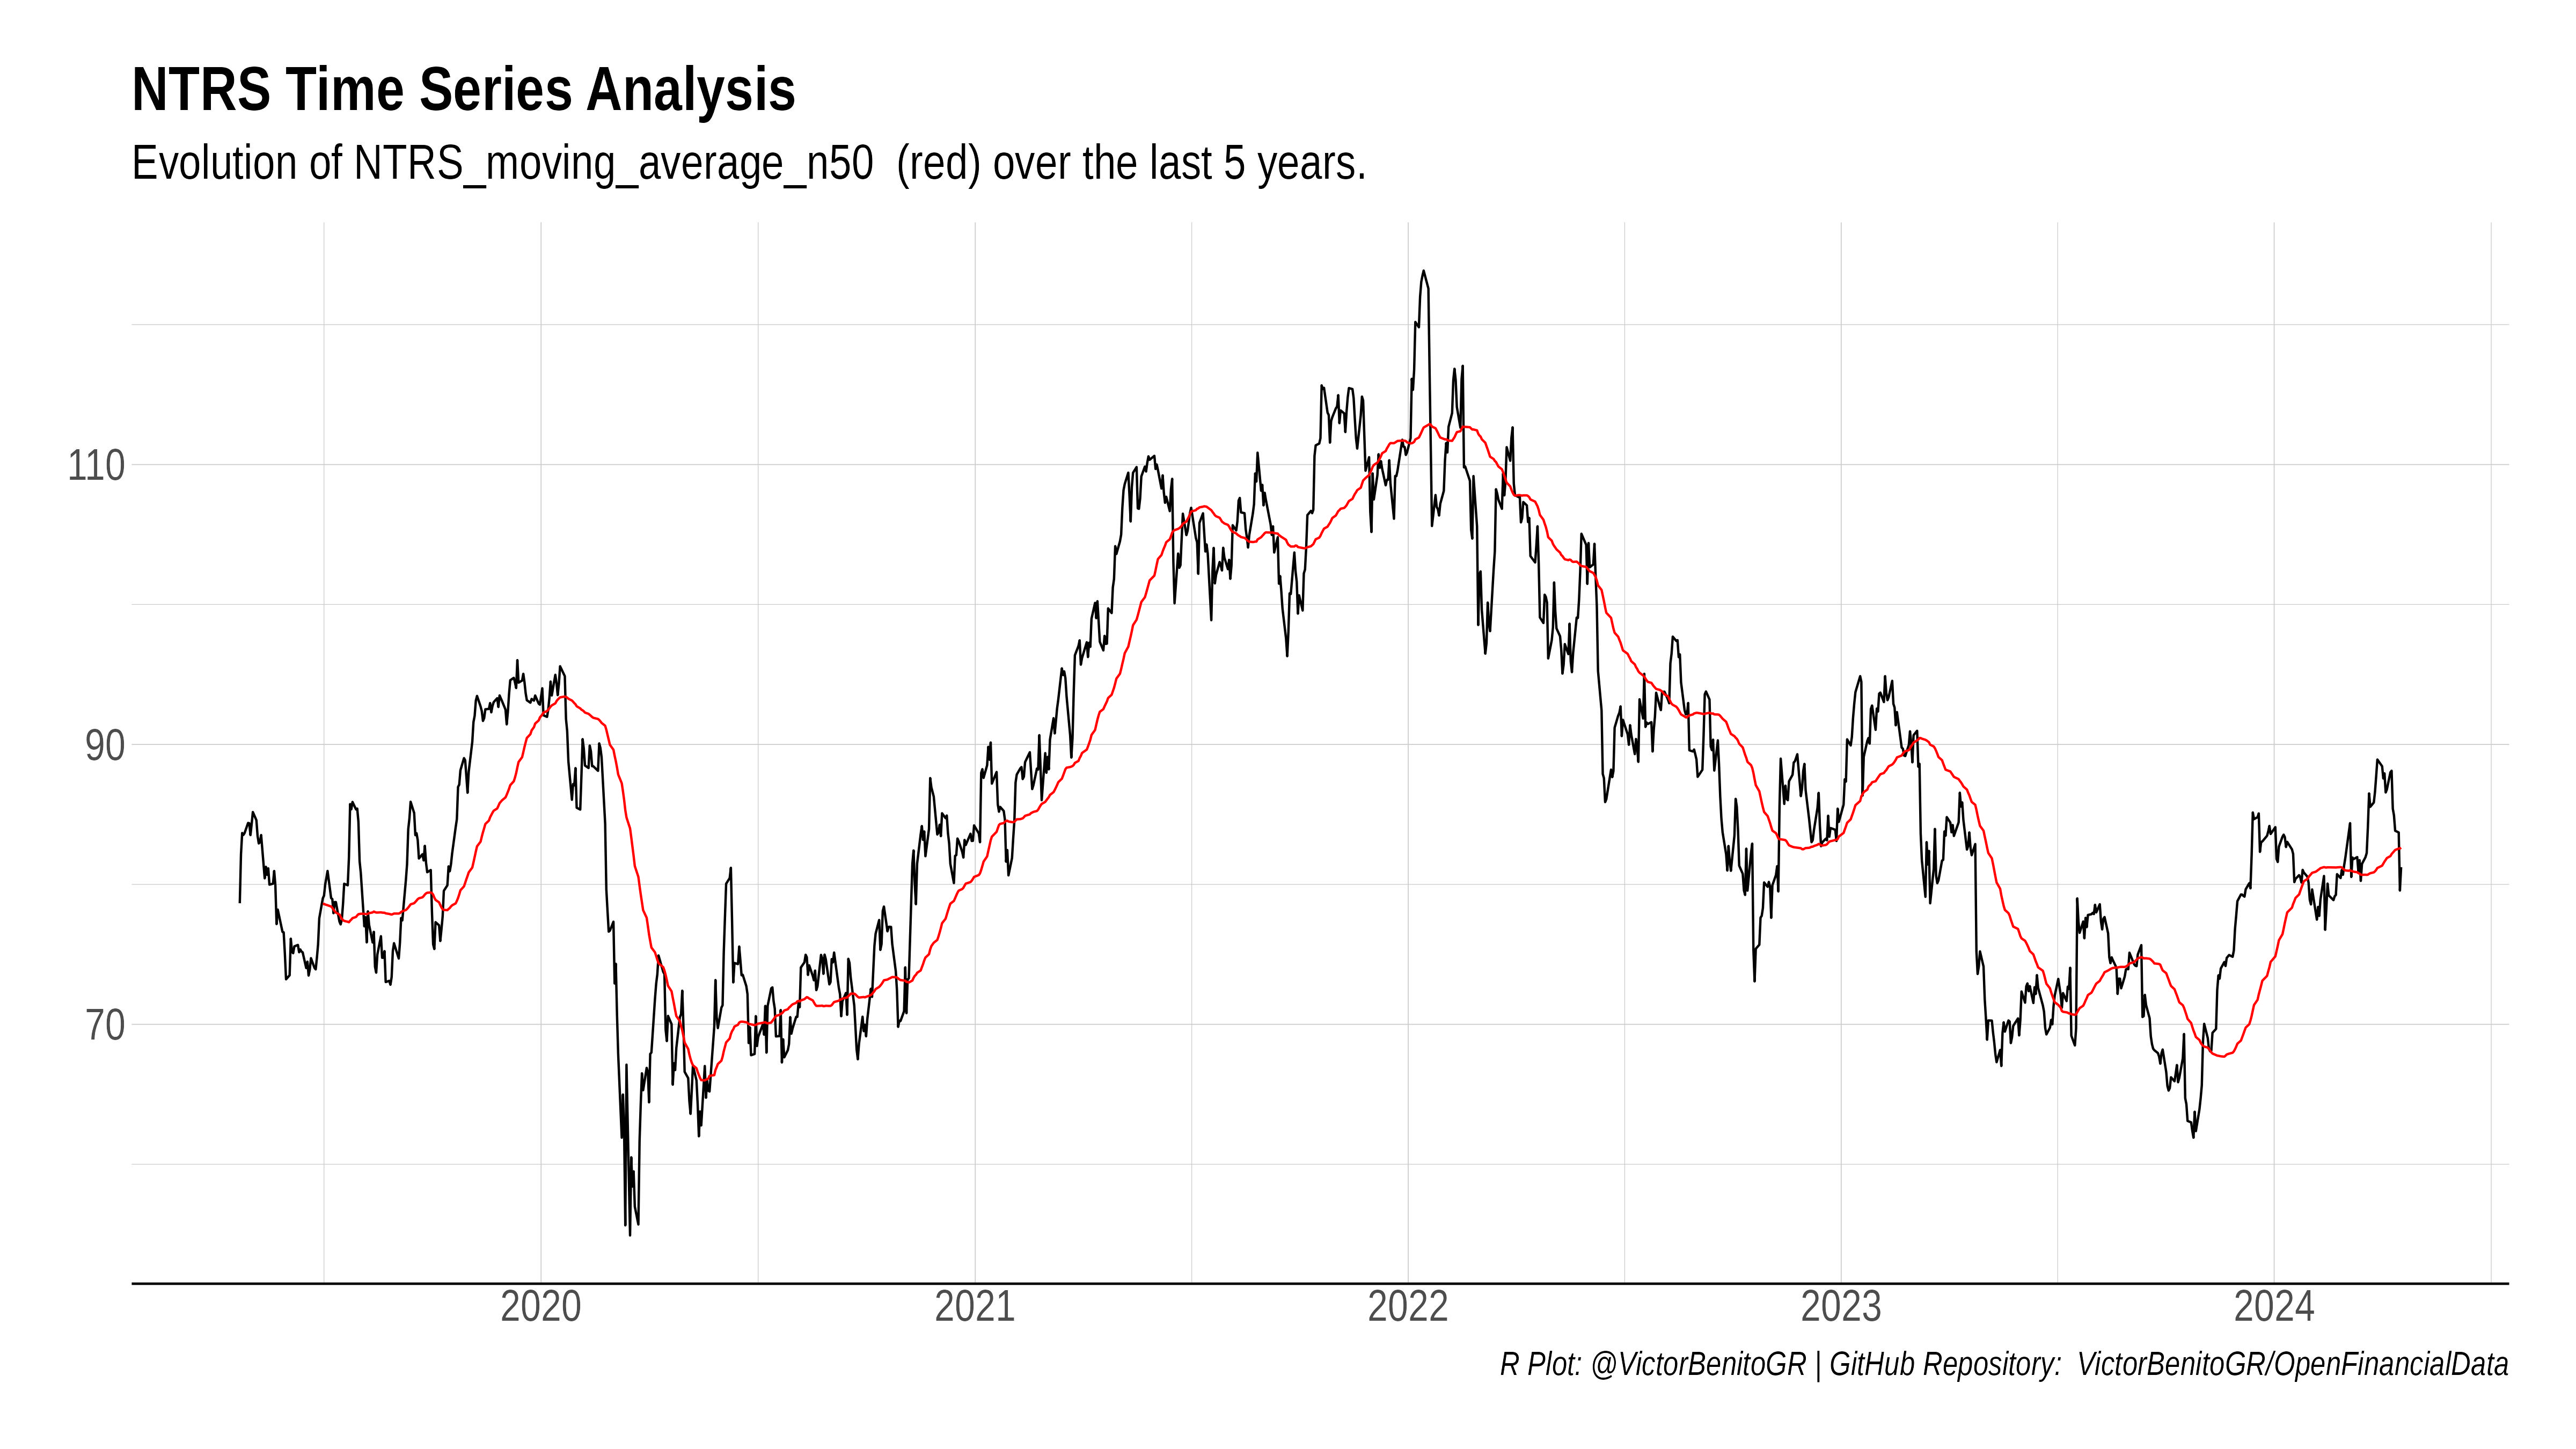 NTRS Time Series Analysis
Evolution of NTRS_moving_average_n50  (red) over the last 5 years.
110
90
70
2020 2021 2022 2023 2024
R Plot: @VictorBenitoGR | GitHub Repository:  VictorBenitoGR/OpenFinancialData